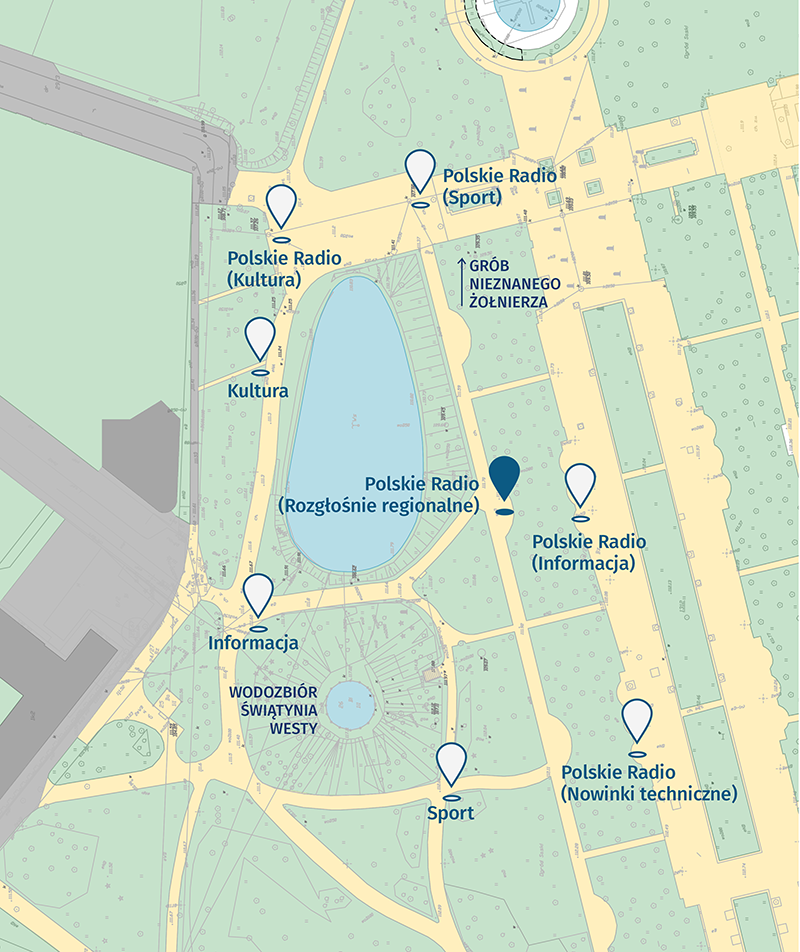 Polskie Radio
(Sport)
Polskie Radio
(Kultura)
GRÓB
NIEZNANEGO
ŻOŁNIERZA
Kultura
Polskie Radio
(Rozgłośnie regionalne)
Polskie Radio
(Informacja)
Informacja
WODOZBIÓR
ŚWIĄTYNIA
WESTY
Polskie Radio
(Nowinki techniczne)
Sport